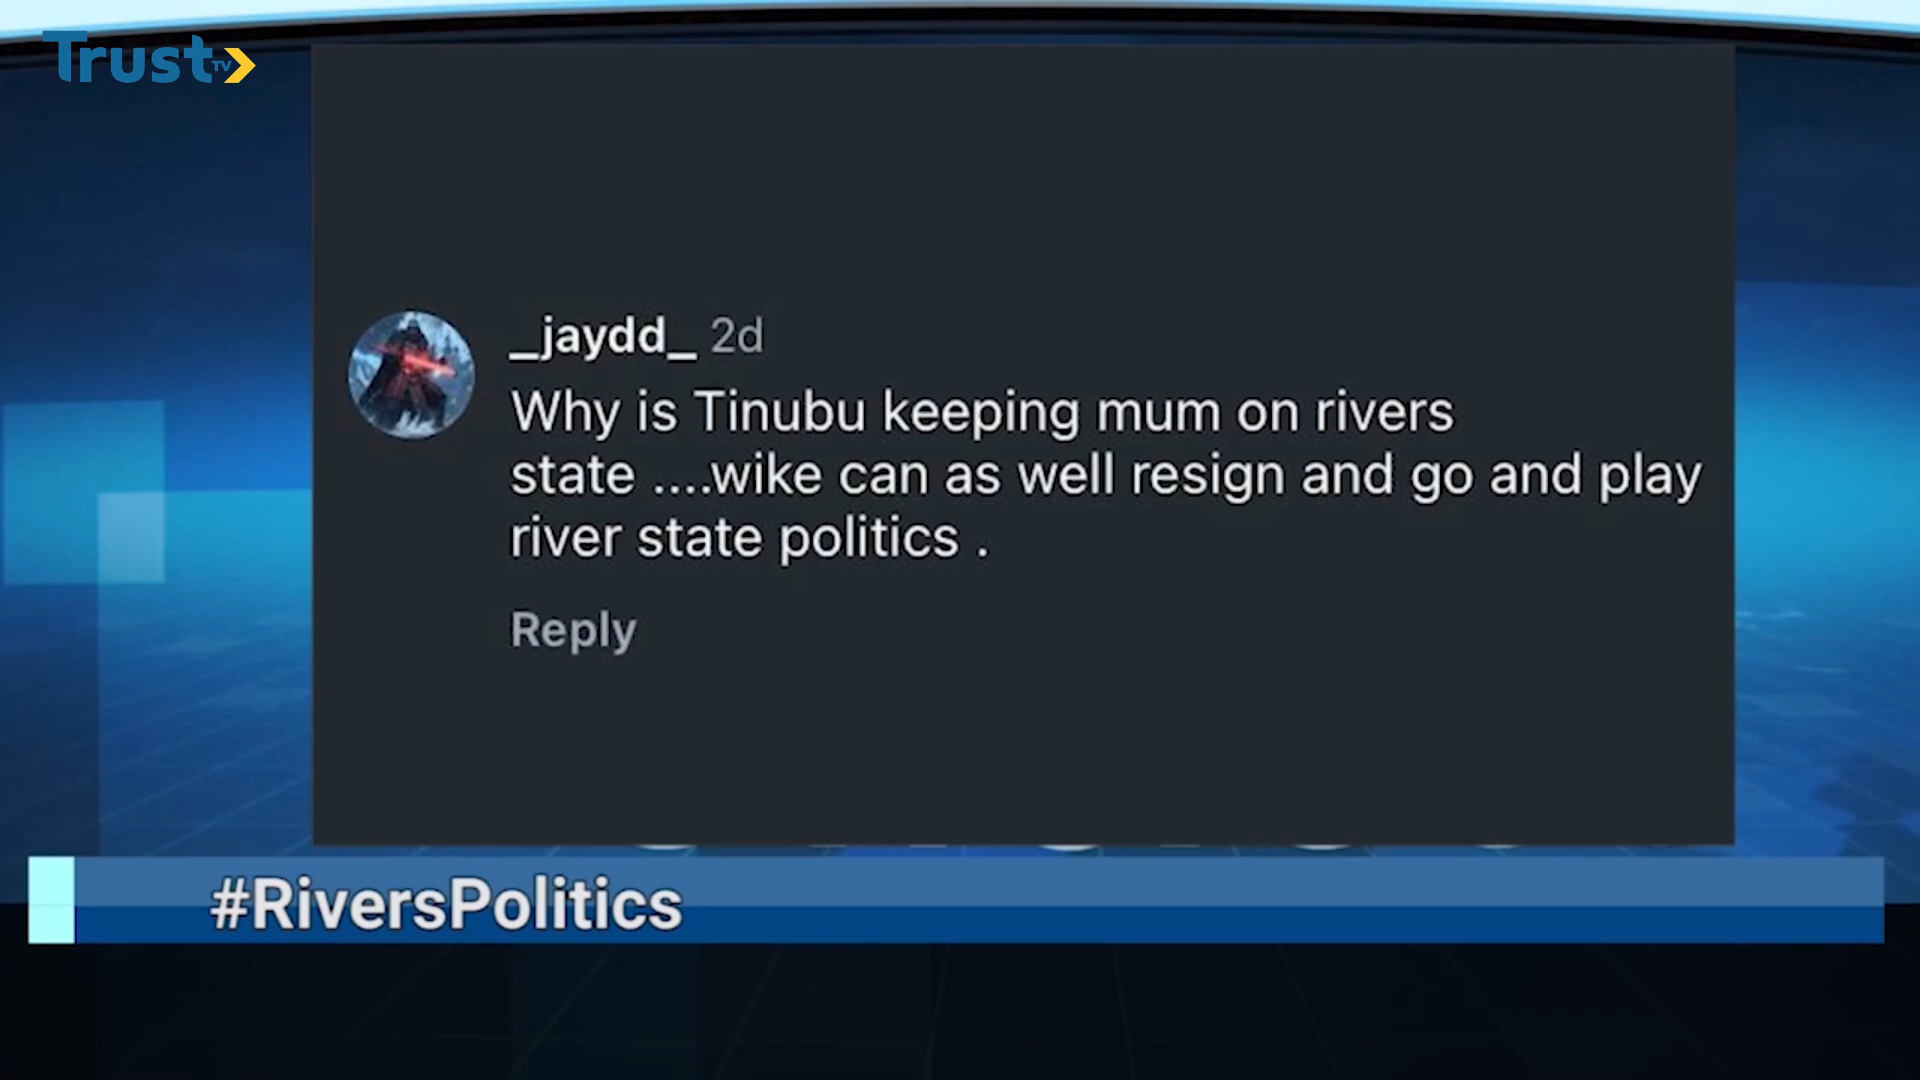 Trust TV
_jaydd_ 2d
Why is Tinubu keeping mum on rivers
state ....wike can as well resign and go and play
river state politics .
Reply
#RiversPolitics